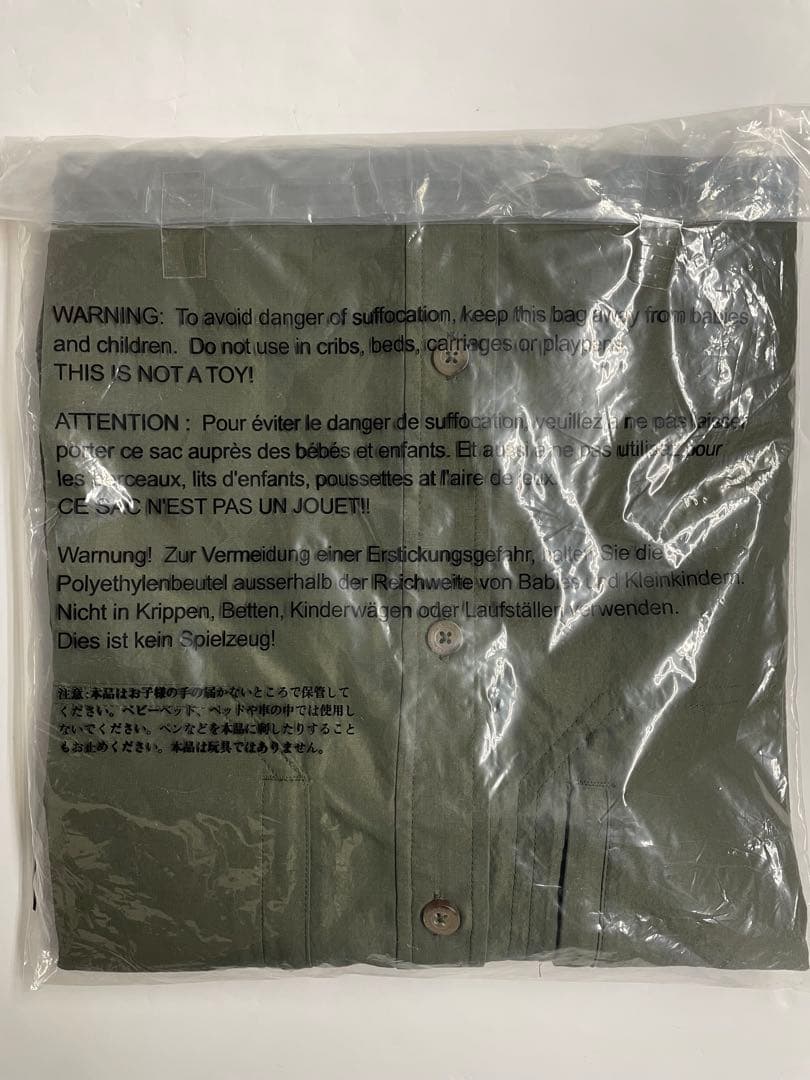 WARNING: To avoid danger of suffocation, keep this bag away from babies
and children. Do not use in cribs, beds, carriages or playpens.
THIS IS NOT A TOY!
ATTENTION : Pour éviter le danger de suffocation, veuillez à ne pas laisser
porter ce sac auprès des bébés et enfants. Et aussi a ne pas utilisez pour
les berceaux, lits d'enfants, poussettes at l'aire de jeux.
CE SAC N'EST PAS UN JOUET!!
Warnung! Zur Vermeidung einer Erstickungsgefahr, halten Sie die
Polyethylenbeutel ausserhalb der Reichweite von Babies und Kleinkindern.
Nicht in Krippen, Betten, Kinderwägen oder Laufställen verwenden.
Dies ist kein Spielzeug!
注意:本品はお子様の手の届かないところで保管して
ください。ベビーベッド、ベッドや車の中では使用し
ないでください。ペンなどを本品に刺したりすること
もお止めください。本品は玩具ではありません。